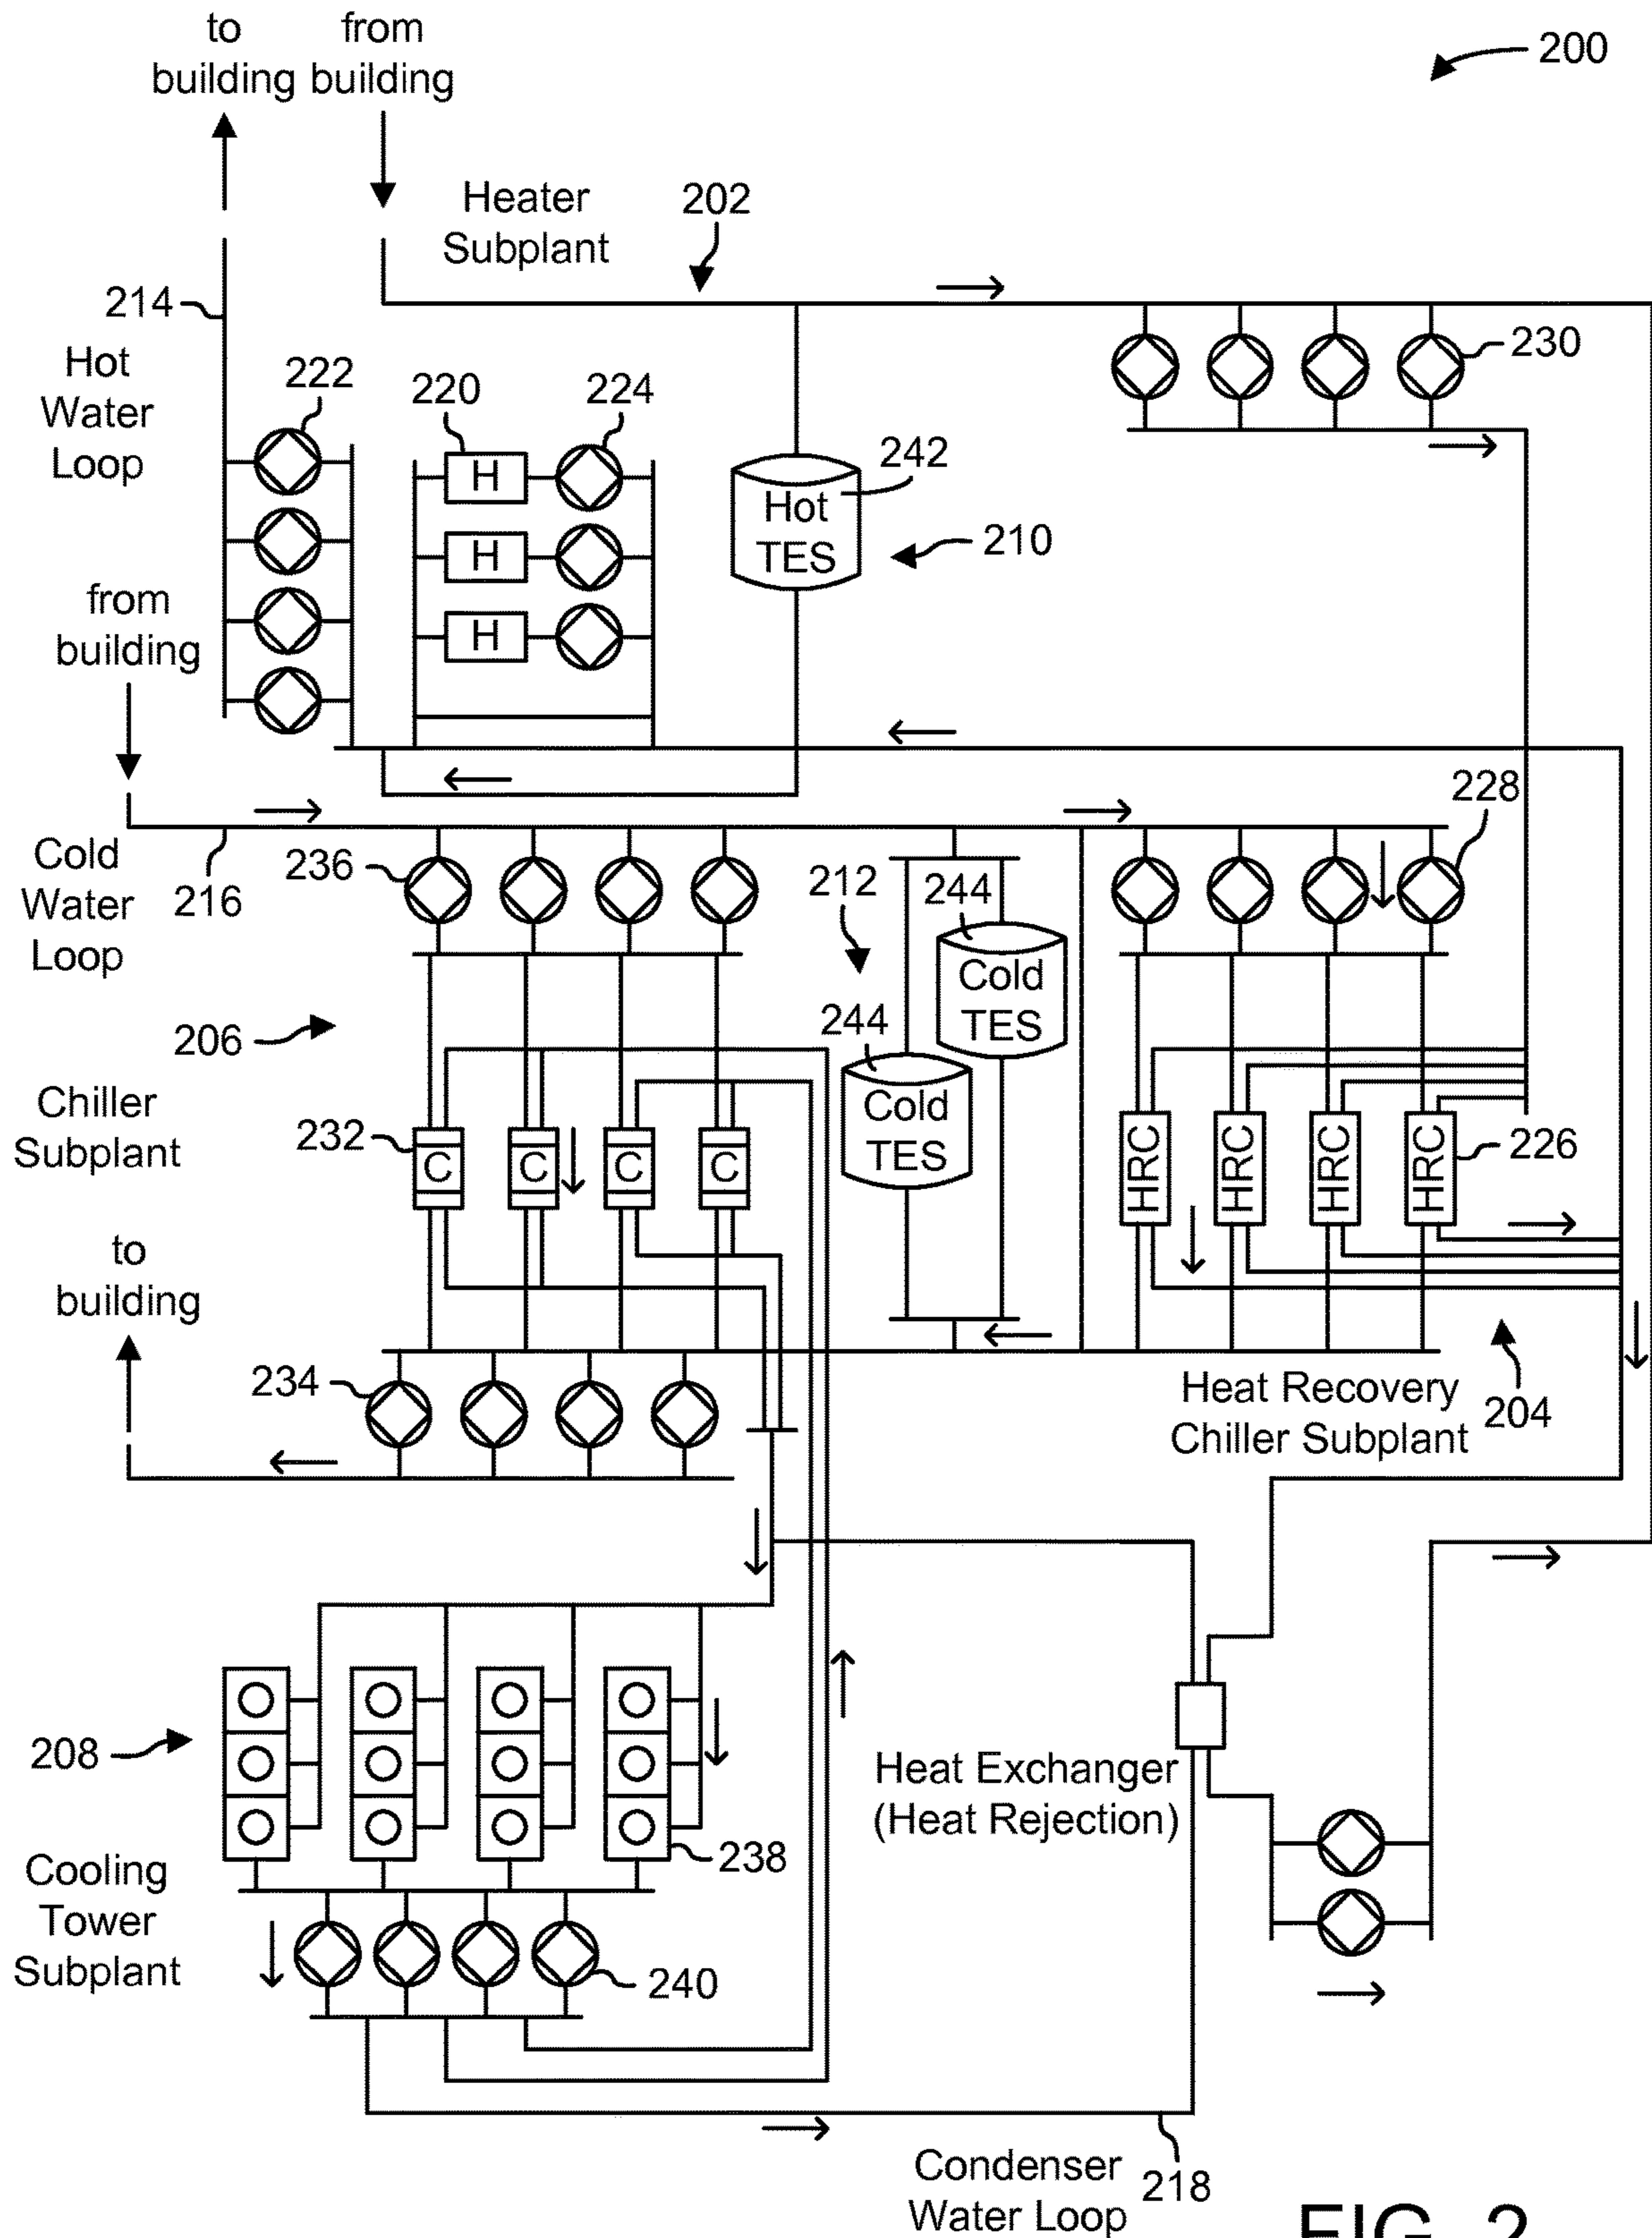 to
building
from
building
200
Heater
Subplant
202
214
Hot
Water
Loop
222
220
224
230
H
H
H
Hot
TES
242
210
from
building
228
Cold
Water
Loop
216
236
212
244
Cold
TES
244
Cold
TES
206
Chiller
Subplant
232
C
C
C
C
HRC
HRC
HRC
HRC
226
to
building
234
Heat Recovery
Chiller Subplant
204
208
Heat Exchanger
(Heat Rejection)
238
Cooling
Tower
Subplant
240
Condenser
Water Loop
218
FIG. 2